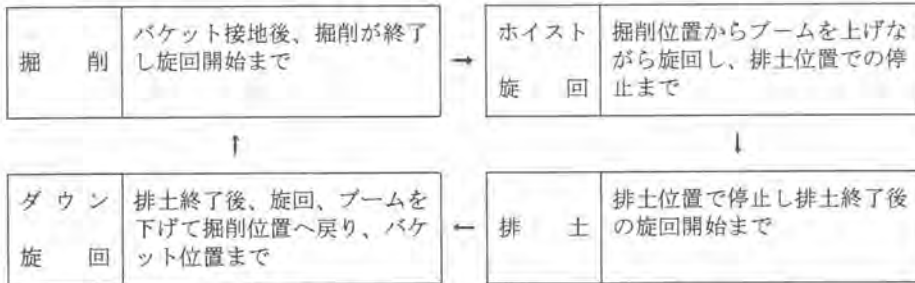 掘削
バケット接地後、掘削が終了
し旋回開始まで
→
ホイスト
旋回
掘削位置からブームを上げな
がら旋回し、排土位置での停
止まで
↑
↓
ダウン
旋回
排土終了後、旋回、ブームを
下げて掘削位置へ戻り、バケ
ット位置まで
←
排土
排土位置で停止し排土終了後
の旋回開始まで